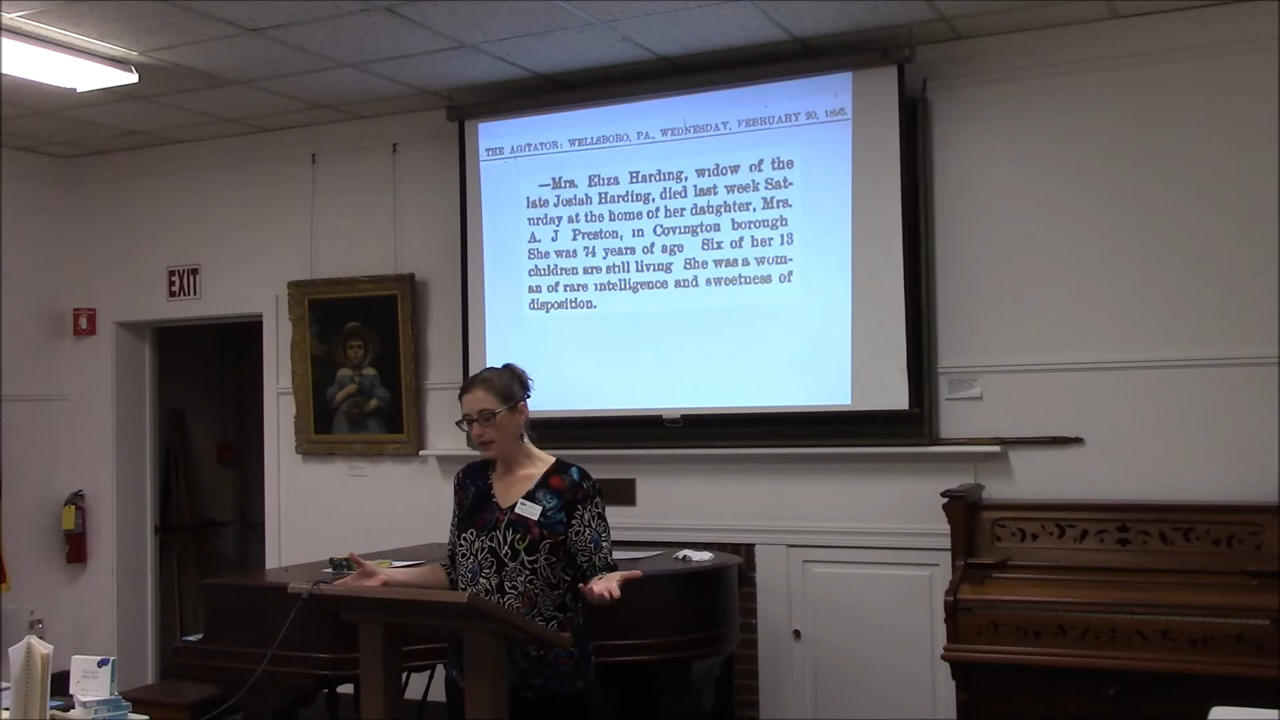 THE AGITATOR: WELLSBORO, PA., WEDNESDAY, FEBRUARY 20, 1895.
—Mrs. Eliza Harding, widow of the
late Josiah Harding, died last week Sat-
urday at the home of her daughter, Mrs.
A. J Preston, in Covington borough
She was 74 years of age Six of her 13
children are still living She was a wom-
an of rare intelligence and sweetness of
disposition.
EXIT